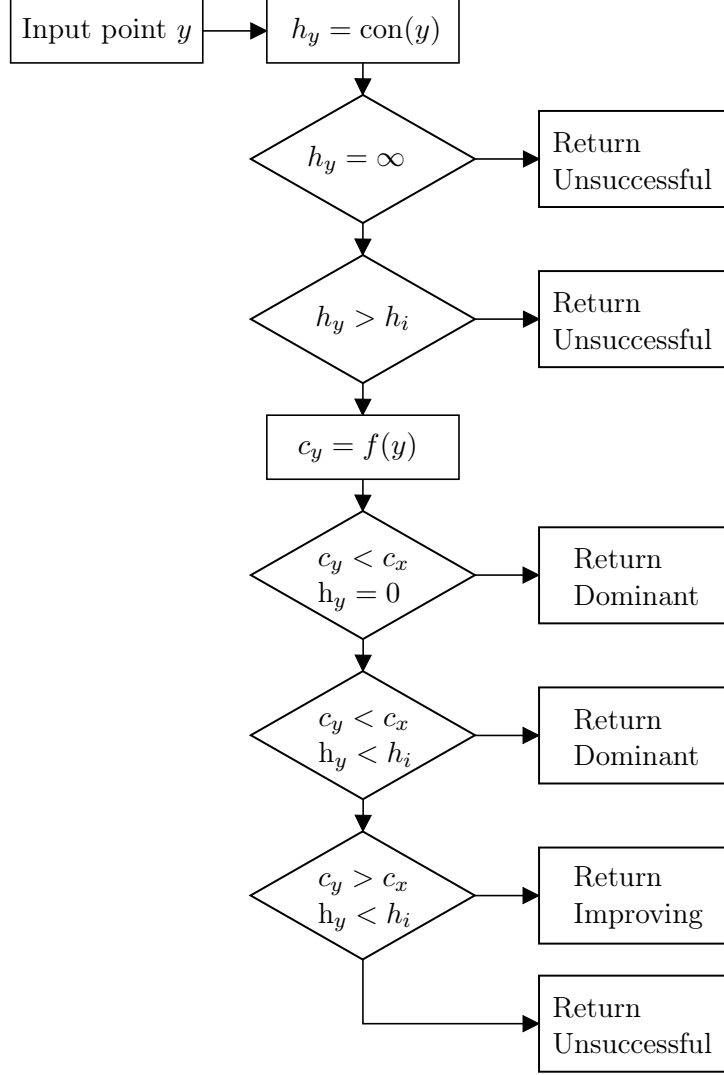 Input point y
h_y = con(y)
h_y = ∞
Return
Unsuccessful
h_y > h_i
Return
Unsuccessful
c_y = f(y)
c_y < c_x
h_y = 0
Return
Dominant
c_y < c_x
h_y < h_i
Return
Dominant
c_y > c_x
h_y < h_i
Return
Improving
Return
Unsuccessful